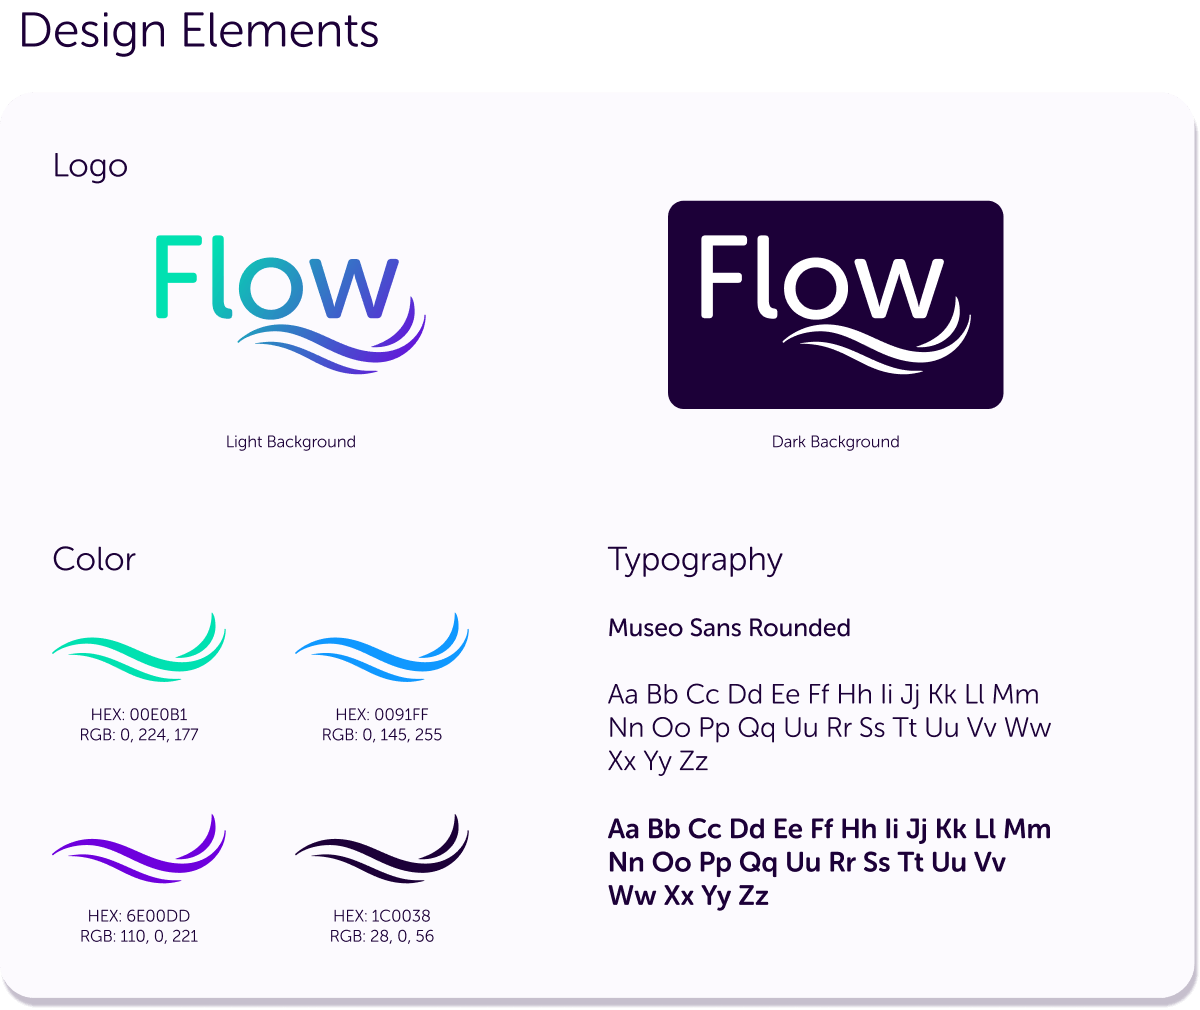 Design Elements
Logo
Flow
Flow
Light Background
Dark Background
Color
HEX: 00E0B1
RGB: 0, 224, 177
HEX: 0091FF
RGB: 0, 145, 255
HEX: 6E00DD
RGB: 110, 0, 221
HEX: 1C0038
RGB: 28, 0, 56
Typography
Museo Sans Rounded
Aa Bb Cc Dd Ee Ff Hh Ii Jj Kk Ll Mm
Nn Oo Pp Qq Uu Rr Ss Tt Uu Vv Ww
Xx Yy Zz
Aa Bb Cc Dd Ee Ff Hh Ii Jj Kk Ll Mm
Nn Oo Pp Qq Uu Rr Ss Tt Uu Vv
Ww Xx Yy Zz